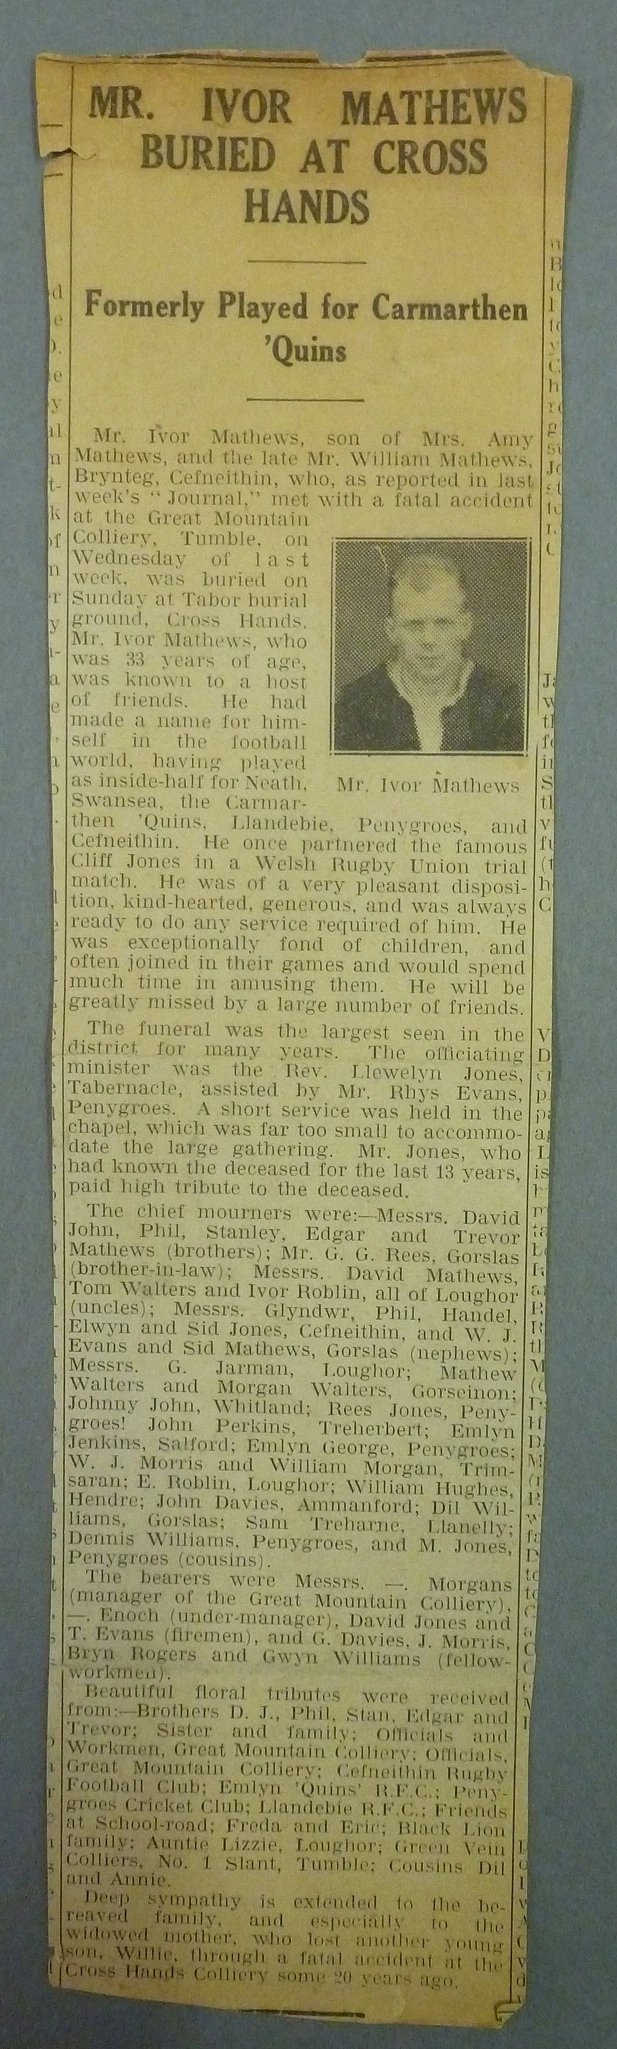 MR. IVOR MATHEWS
BURIED AT CROSS
HANDS
Formerly Played for Carmarthen
'Quins
Mr. Ivor Mathews, son of Mrs. Amy
Mathews, and the late Mr. William Mathews,
Brynteg, Cefneithin, who, as reported in last
week's "Journal," met with a fatal accident
at the Great Mountain
Colliery, Tumble, on
Wednesday of last
week, was buried on
Sunday at Tabor burial
ground, Cross Hands.
Mr. Ivor Mathews, who
was 33 years of age,
was known to a host
of friends. He had
made a name for him-
self in the football
world, having played
as inside-half for Neath,
Swansea, the Carmar-
Mr. Ivor Mathews
then 'Quins, Llandebie, Penygroes, and
Cefneithin. He once partnered the famous
Cliff Jones in a Welsh Rugby Union trial
match. He was of a very pleasant disposi-
tion, kind-hearted, generous, and was always
ready to do any service required of him. He
was exceptionally fond of children, and
often joined in their games and would spend
much time in amusing them. He will be
greatly missed by a large number of friends.
The funeral was the largest seen in the
district for many years. The officiating
minister was the Rev. Llewelyn Jones,
Tabernacle, assisted by Mr. Rhys Evans,
Penygroes. A short service was held in the
chapel, which was far too small to accommo-
date the large gathering. Mr. Jones, who
had known the deceased for the last 13 years,
paid high tribute to the deceased.
The chief mourners were:—Messrs. David
John, Phil, Stanley, Edgar and Trevor
Mathews (brothers); Mr. G. G. Rees, Gorslas
(brother-in-law); Messrs. David Mathews,
Tom Walters and Ivor Roblin, all of Loughor
(uncles); Messrs. Glyndwr, Phil, Handel,
Elwyn and Sid Jones, Cefneithin, and W. J.
Evans and Sid Mathews, Gorslas (nephews);
Messrs. G. Jarman, Loughor; Mathew
Walters and Morgan Walters, Gorseinon;
Johnny John, Whitland; Rees Jones, Peny-
groes! John Perkins, Treherbert; Emlyn
Jenkins, Salford; Emlyn George, Penygroes;
W. J. Morris and William Morgan, Trim-
saran; E. Roblin, Loughor; William Hughes,
Hendre; John Davies, Ammanford; Dil Wil-
liams, Gorslas; Sam Treharne, Llanelly;
Dennis Williams, Penygroes, and M. Jones,
Penygroes (cousins).
The bearers were Messrs. —. Morgans
(manager of the Great Mountain Colliery),
—. Enoch (under-manager), David Jones and
T. Evans (firemen), and G. Davies, J. Morris,
Bryn Rogers and Gwyn Williams (fellow-
workmen).
Beautiful floral tributes were received
from:—Brothers D. J., Phil, Stan, Edgar and
Trevor; Sister and family; Officials and
Workmen, Great Mountain Colliery; Officials,
Great Mountain Colliery; Cefneithin Rugby
Football Club; Emlyn 'Quins' R.F.C.; Peny-
groes Cricket Club; Llandebie R.F.C.; Friends
at School-road; Freda and Eric; Black Lion
family; Auntie Lizzie, Loughor; Green Vein
Colliers, No. 1 Slant, Tumble; Cousins Dil
and Annie.
Deep sympathy is extended to the be-
reaved family, and especially to the
widowed mother, who lost another young
son, Willie, through a fatal accident at the
Cross Hands Colliery some 20 years ago.